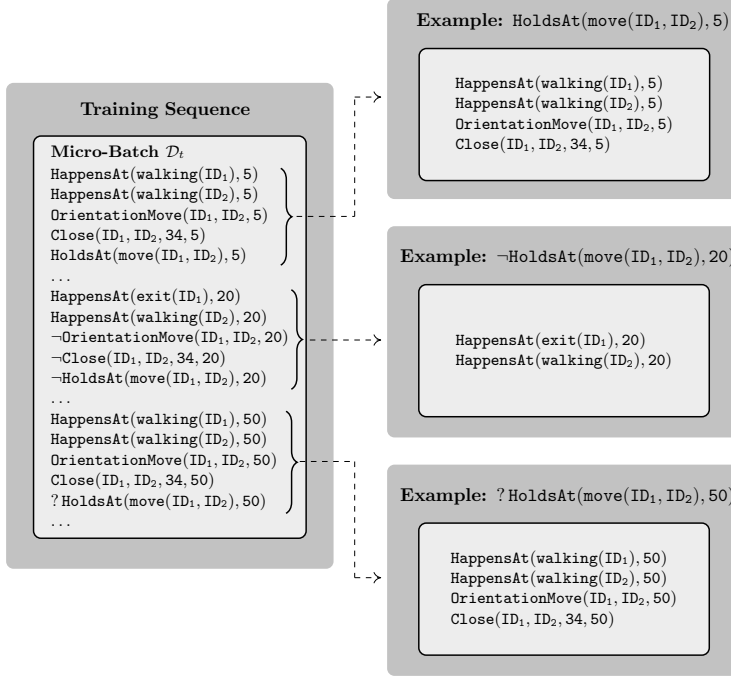 Training Sequence
Micro-Batch 𝒟ₜ
HappensAt(walking(ID₁), 5)
HappensAt(walking(ID₂), 5)
OrientationMove(ID₁, ID₂, 5)
Close(ID₁, ID₂, 34, 5)
HoldsAt(move(ID₁, ID₂), 5)
...
HappensAt(exit(ID₁), 20)
HappensAt(walking(ID₂), 20)
¬OrientationMove(ID₁, ID₂, 20)
¬Close(ID₁, ID₂, 34, 20)
¬HoldsAt(move(ID₁, ID₂), 20)
...
HappensAt(walking(ID₁), 50)
HappensAt(walking(ID₂), 50)
OrientationMove(ID₁, ID₂, 50)
Close(ID₁, ID₂, 34, 50)
? HoldsAt(move(ID₁, ID₂), 50)
...
Example: HoldsAt(move(ID₁, ID₂), 5)
HappensAt(walking(ID₁), 5)
HappensAt(walking(ID₂), 5)
OrientationMove(ID₁, ID₂, 5)
Close(ID₁, ID₂, 34, 5)
Example: ¬HoldsAt(move(ID₁, ID₂), 20)
HappensAt(exit(ID₁), 20)
HappensAt(walking(ID₂), 20)
Example: ? HoldsAt(move(ID₁, ID₂), 50)
HappensAt(walking(ID₁), 50)
HappensAt(walking(ID₂), 50)
OrientationMove(ID₁, ID₂, 50)
Close(ID₁, ID₂, 34, 50)